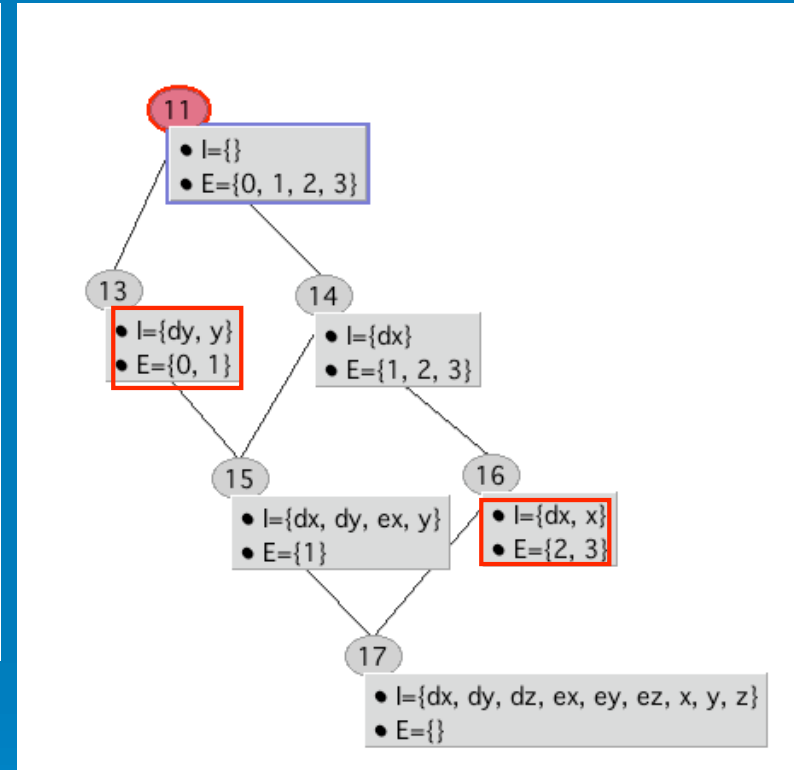 11
• I={}
• E={0, 1, 2, 3}
13
14
• I={dy, y}
• E={0, 1}
• I={dx}
• E={1, 2, 3}
15
16
• I={dx, dy, ex, y}
• E={1}
• I={dx, x}
• E={2, 3}
17
• I={dx, dy, dz, ex, ey, ez, x, y, z}
• E={}